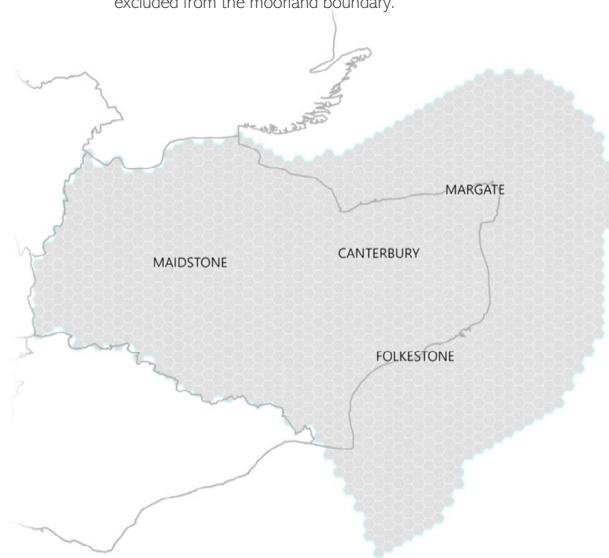 excluded from the moorland boundary.
MARGATE
CANTERBURY
MAIDSTONE
FOLKESTONE